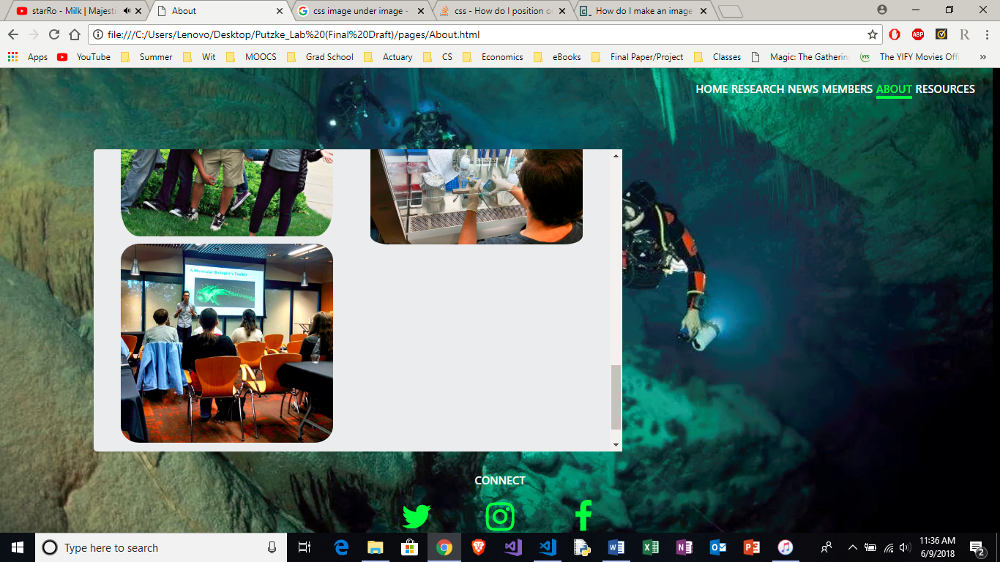 starRo - Milk | Majesti
About
css image under image -
css - How do I position o
How do I make an image
file:///C:/Users/Lenovo/Desktop/Putzke_Lab%20(Final%20Draft)/pages/About.html
ABP
R
Apps YouTube Summer Wit MOOCS Grad School Actuary CS Economics eBooks Final Paper/Project Classes Magic: The Gatherin The YIFY Movies Offi
HOME RESEARCH NEWS MEMBERS ABOUT RESOURCES
A Molecular Biologist's Toolkit
CONNECT
Type here to search
11:36 AM
6/9/2018
2